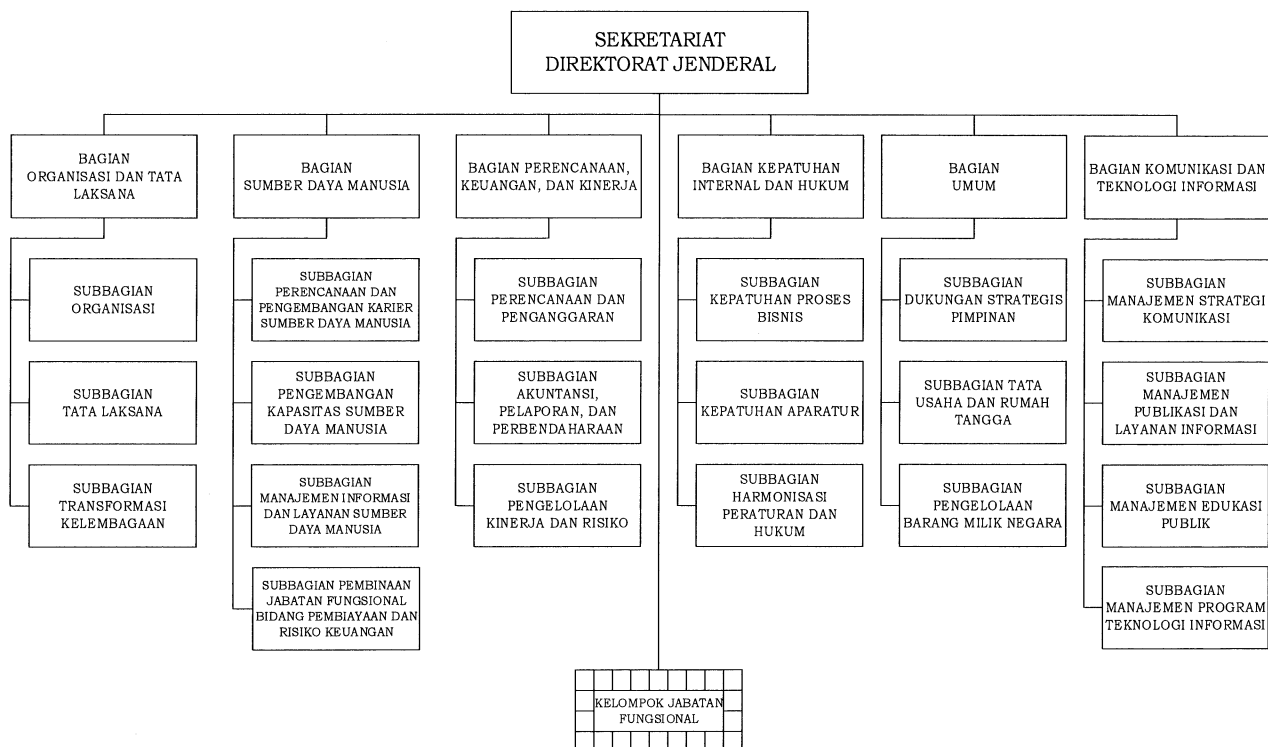 SEKRETARIAT
DIREKTORAT JENDERAL
BAGIAN
ORGANISASI DAN TATA
LAKSANA
SUBBAGIAN
ORGANISASI
SUBBAGIAN
TATA LAKSANA
SUBBAGIAN
TRANSFORMASI
KELEMBAGAAN
BAGIAN
SUMBER DAYA MANUSIA
SUBBAGIAN
PERENCANAAN DAN
PENGEMBANGAN KARIER
SUMBER DAYA MANUSIA
SUBBAGIAN
PENGEMBANGAN
KAPASITAS SUMBER
DAYA MANUSIA
SUBBAGIAN
MANAJEMEN INFORMASI
DAN LAYANAN SUMBER
DAYA MANUSIA
SUBBAGIAN PEMBINAAN
JABATAN FUNGSIONAL
BIDANG PEMBIAYAAN DAN
RISIKO KEUANGAN
BAGIAN PERENCANAAN,
KEUANGAN, DAN KINERJA
SUBBAGIAN
PERENCANAAN DAN
PENGANGGARAN
SUBBAGIAN
AKUNTANSI,
PELAPORAN, DAN
PERBENDAHARAAN
SUBBAGIAN
PENGELOLAAN
KINERJA DAN RISIKO
BAGIAN KEPATUHAN
INTERNAL DAN HUKUM
SUBBAGIAN
KEPATUHAN PROSES
BISNIS
SUBBAGIAN
KEPATUHAN APARATUR
SUBBAGIAN
HARMONISASI
PERATURAN DAN
HUKUM
BAGIAN
UMUM
SUBBAGIAN
DUKUNGAN STRATEGIS
PIMPINAN
SUBBAGIAN TATA
USAHA DAN RUMAH
TANGGA
SUBBAGIAN
PENGELOLAAN
BARANG MILIK NEGARA
BAGIAN KOMUNIKASI DAN
TEKNOLOGI INFORMASI
SUBBAGIAN
MANAJEMEN STRATEGI
KOMUNIKASI
SUBBAGIAN
MANAJEMEN
PUBLIKASI DAN
LAYANAN INFORMASI
SUBBAGIAN
MANAJEMEN EDUKASI
PUBLIK
SUBBAGIAN
MANAJEMEN PROGRAM
TEKNOLOGI INFORMASI
KELOMPOK JABATAN
FUNGSIONAL